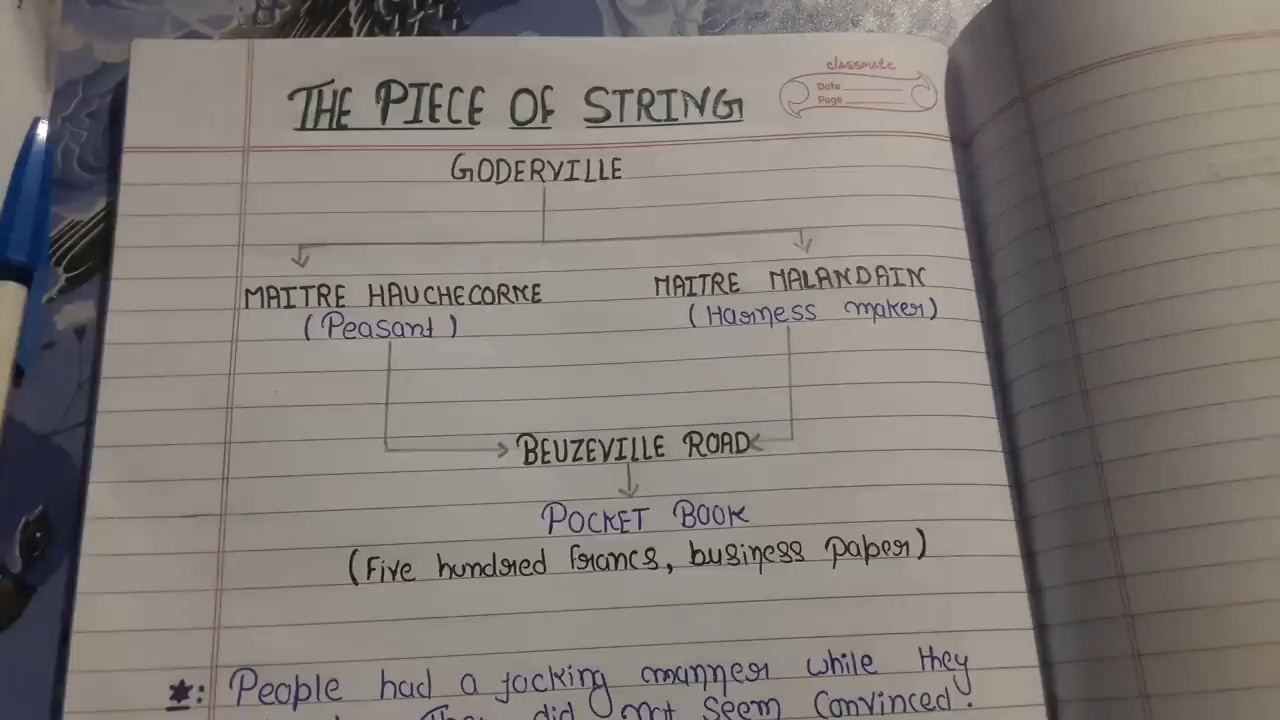 classmate
Date
Page
THE PIECE OF STRING
GODERVILLE
MAITRE HAUCHECORNE
MAITRE MALANDAIN
(Peasant)
(Harness maker)
BEUZEVILLE ROAD
POCKET BOOK
(Five hundred francs, business paper)
*: People had a jocking manner while they
did not seem convinced.